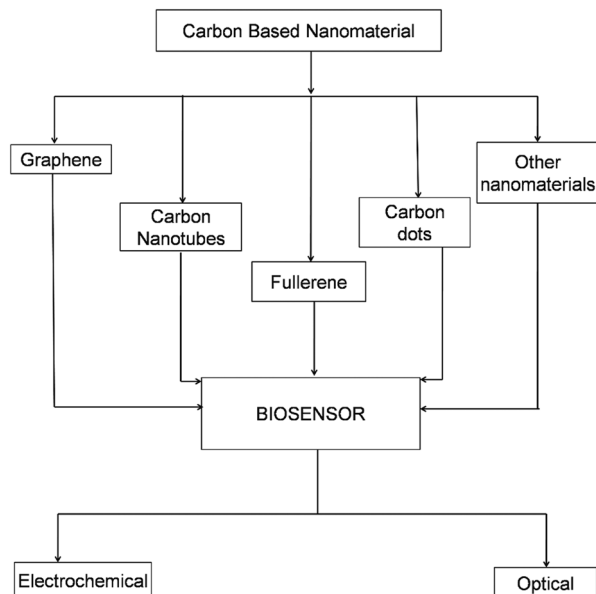 Carbon Based Nanomaterial
Graphene
Other
nanomaterials
Carbon
Nanotubes
Carbon
dots
Fullerene
BIOSENSOR
Electrochemical
Optical